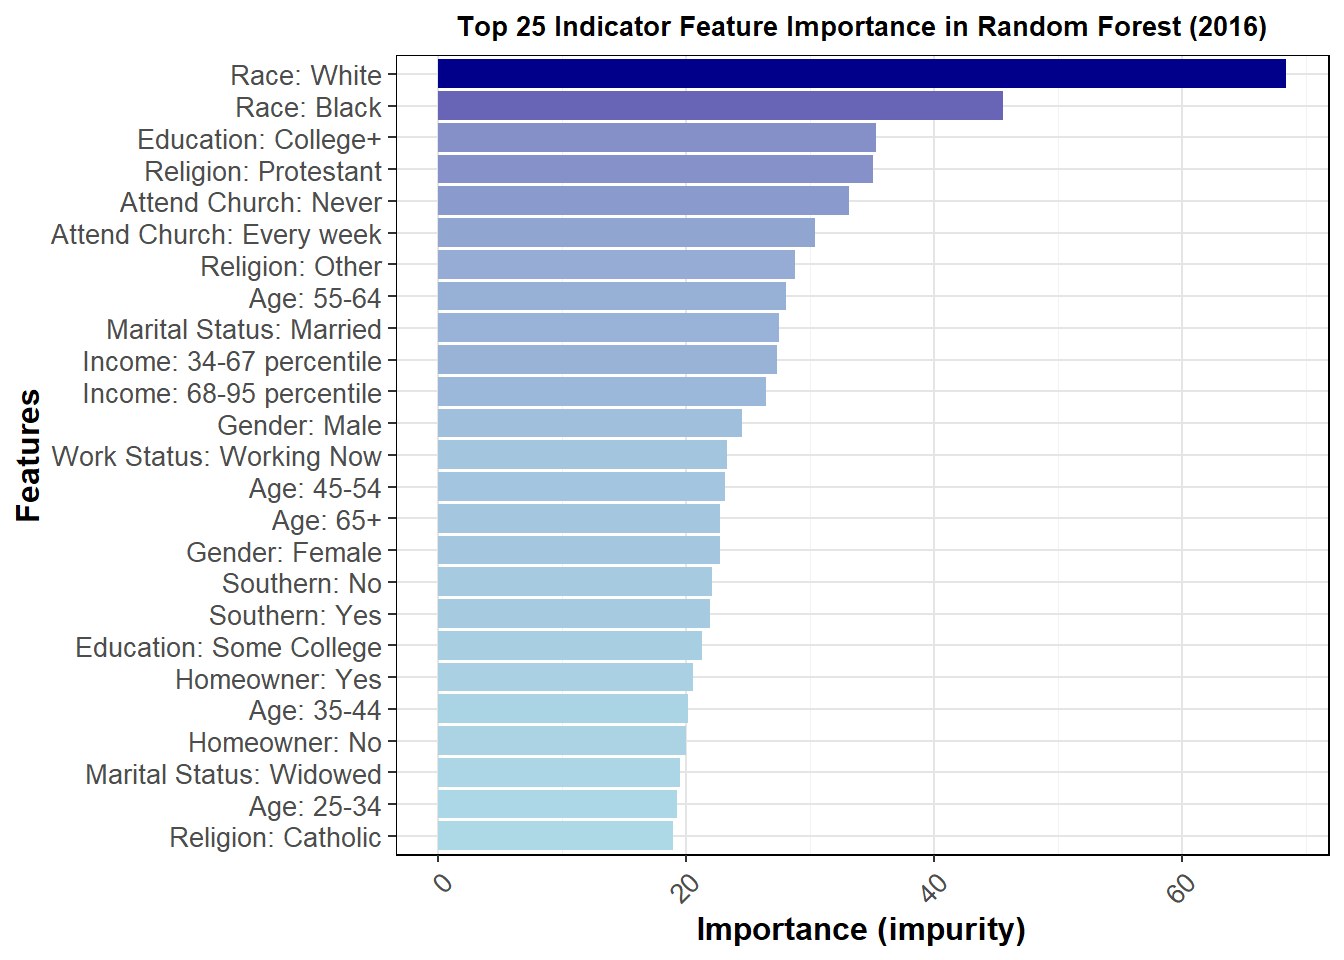 Top 25 Indicator Feature Importance in Random Forest (2016)
Features
Race: White
Race: Black
Education: College+
Religion: Protestant
Attend Church: Never
Attend Church: Every week
Religion: Other
Age: 55-64
Marital Status: Married
Income: 34-67 percentile
Income: 68-95 percentile
Gender: Male
Work Status: Working Now
Age: 45-54
Age: 65+
Gender: Female
Southern: No
Southern: Yes
Education: Some College
Homeowner: Yes
Age: 35-44
Homeowner: No
Marital Status: Widowed
Age: 25-34
Religion: Catholic
0 20 40 60
Importance (impurity)